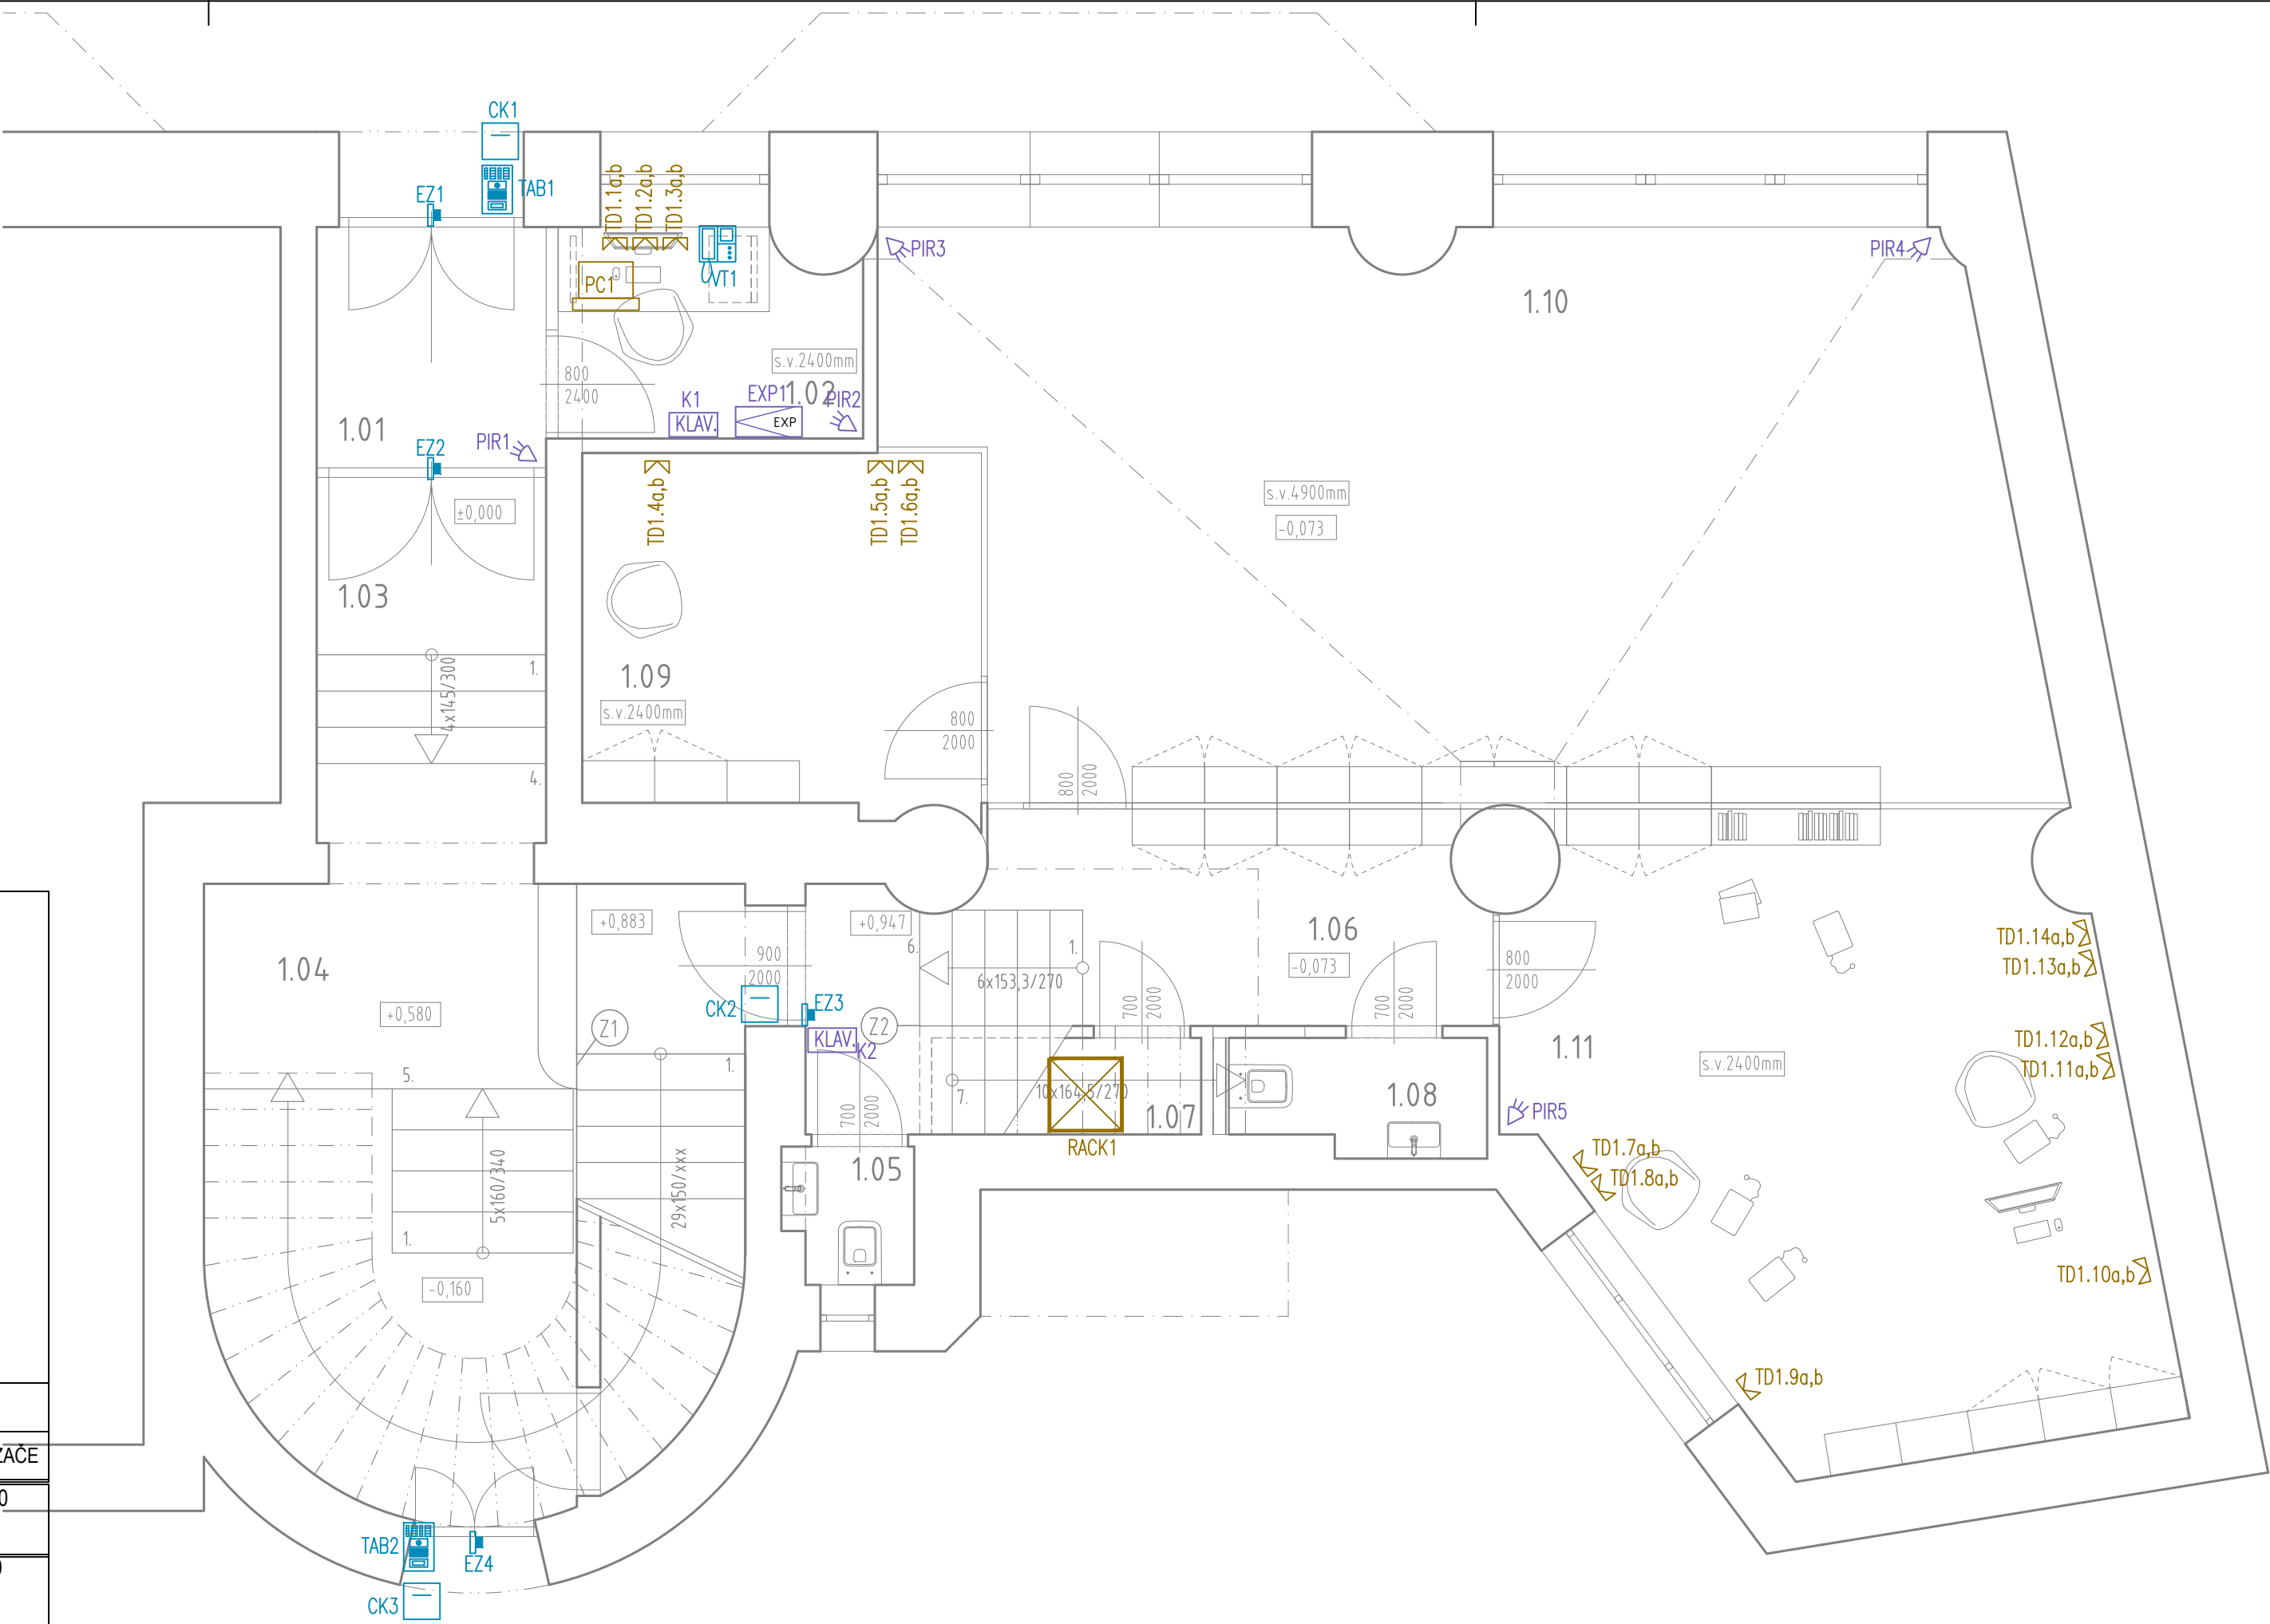 CK1
TAB1
EZ1
TD1.1a,b
TD1.2a,b
TD1.3a,b
PIR3
PIR4
VT1
PC1
1.10
s.v.2400mm
800
2400
1.02
K1
EXP1
PIR2
KLAV.
EXP
1.01
PIR1
EZ2
TD1.4a,b
TD1.5a,b
TD1.6a,b
s.v.4900mm
±0,000
-0,073
1.03
4x145/300
1.
1.09
s.v.2400mm
800
2000
4.
800
2000
+0,883
+0,947
1.06
6.
1.
TD1.14a,b
900
2000
800
2000
1.04
-0,073
TD1.13a,b
6x153,3/270
CK2
EZ3
700
2000
700
2000
+0,580
Z1
Z2
KLAV.
K2
TD1.12a,b
1.11
s.v.2400mm
TD1.11a,b
5.
1.
7.
10x164,5/270
1.08
700
2000
1.07
PIR5
RACK1
TD1.7a,b
1.05
TD1.8a,b
5x160/340
29x150/xxx
1.
TD1.10a,b
-0,160
TD1.9a,b
ZAČE
0
TAB2
EZ4
CK3